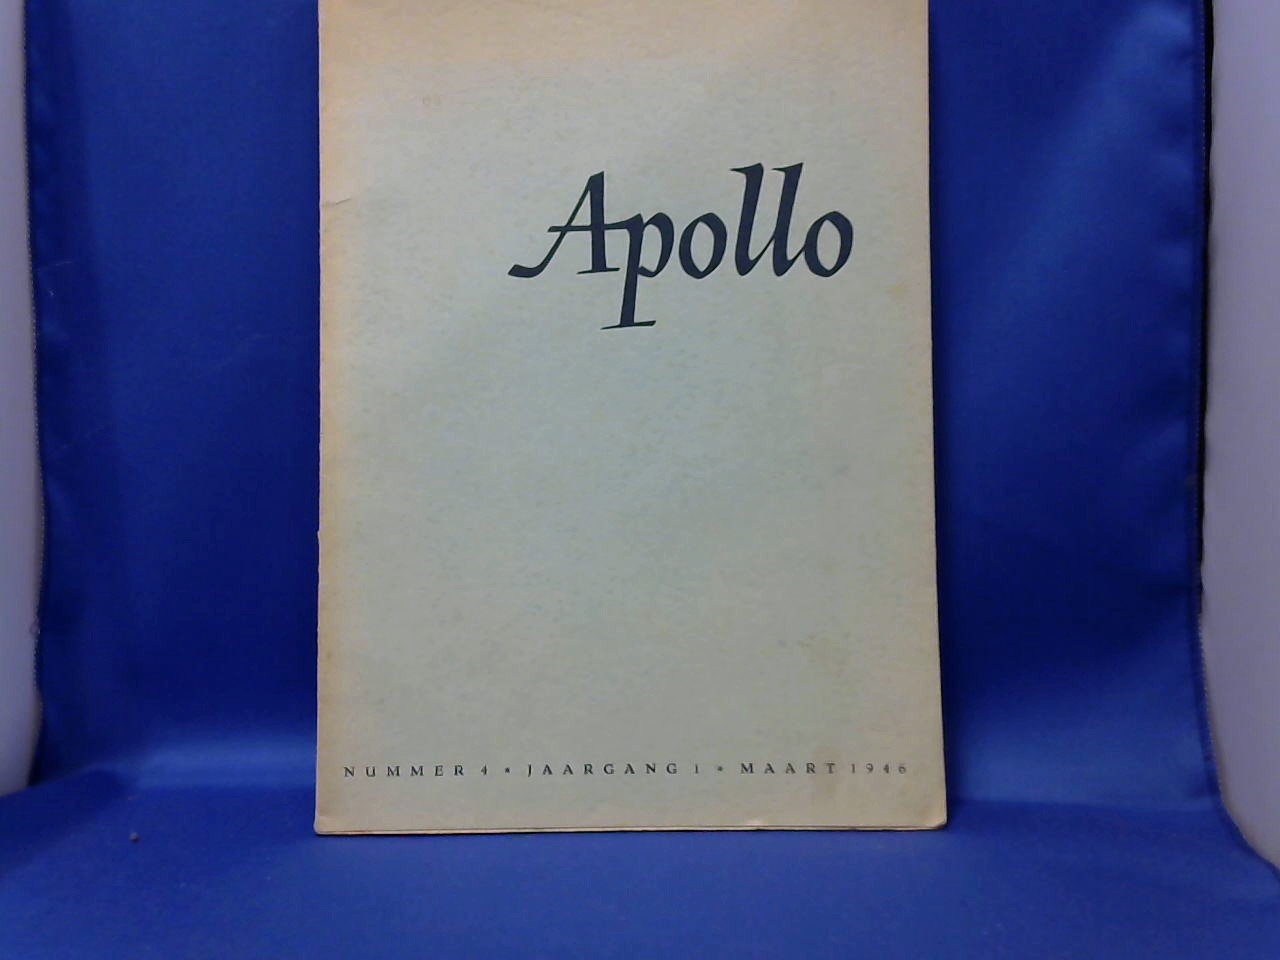 Apollo
NUMMER 4 * JAARGANG 1 * MAART 1946